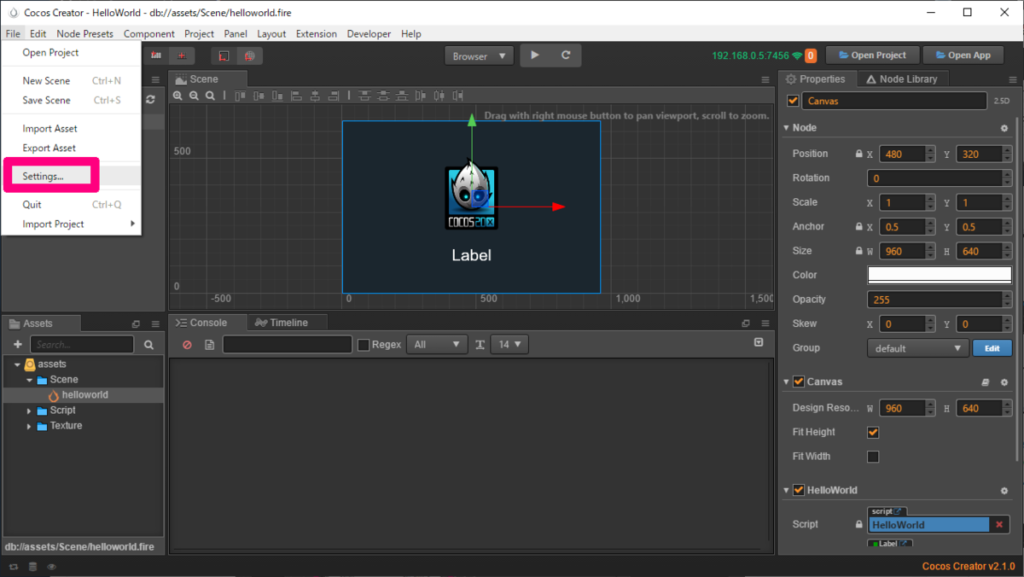 Cocos Creator - HelloWorld - db://assets/Scene/helloworld.fire
File Edit Node Presets Component Project Panel Layout Extension Developer Help
Open Project
New Scene Ctrl+N
Save Scene Ctrl+S
Import Asset
Export Asset
Settings...
Quit Ctrl+Q
Import Project
Browser
192.168.0.5:7456 0
Open Project
Open App
Scene
Drag with right mouse button to pan viewport, scroll to zoom.
500
0
-500 0 500 1,000 1,500
COCOS2DX
Label
Properties Node Library
Canvas 2.5D
Node
Position X 480 Y 320
Rotation 0
Scale X 1 Y 1
Anchor X 0.5 Y 0.5
Size W 960 H 640
Color
Opacity 255
Skew X 0 Y 0
Group default Edit
Canvas
Design Reso... W 960 H 640
Fit Height
Fit Width
HelloWorld
script
Script HelloWorld
Label
Assets
Search...
assets
Scene
helloworld
Script
Texture
db://assets/Scene/helloworld.fire
Console Timeline
Regex All 14
Cocos Creator v2.1.0